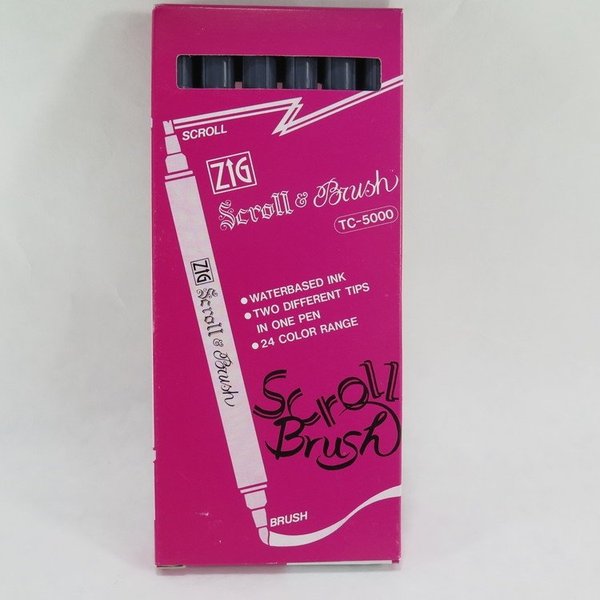 SCROLL
ZIG
Scroll & Brush
TC-5000
ZIG
Scroll & Brush
• WATERBASED INK
• TWO DIFFERENT TIPS
IN ONE PEN
• 24 COLOR RANGE
Scroll
Brush
BRUSH